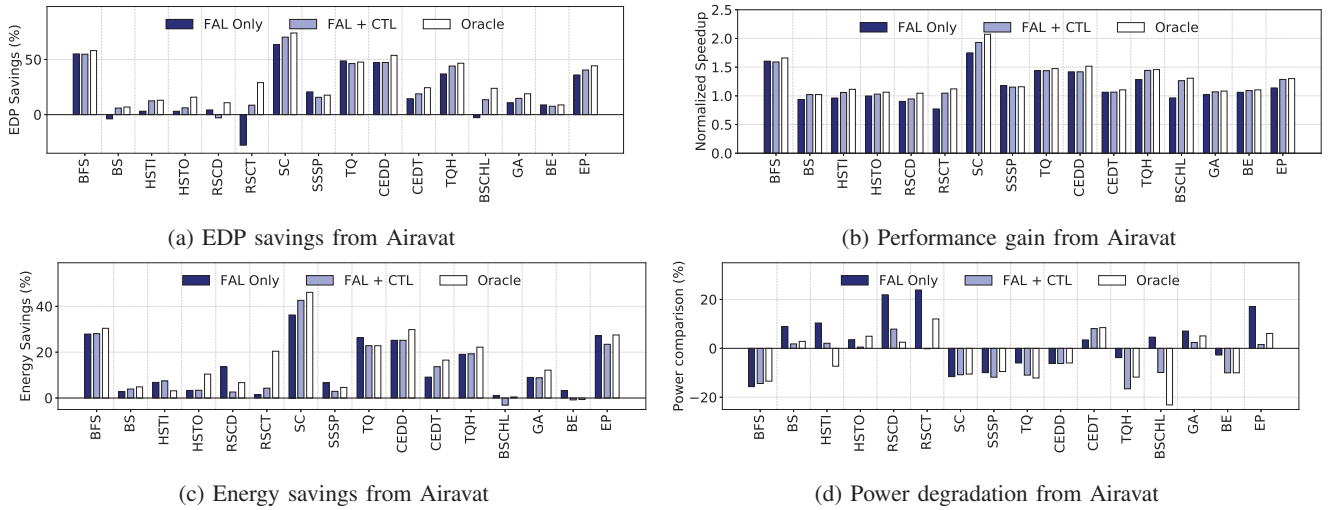 FAL Only FAL + CTL Oracle
EDP Savings (%)
50
0
BFS BS HSTI HSTO RSCD RSCT SC SSSP TQ CEDD CEDT TQH BSCHL GA BE EP
(a) EDP savings from Airavat
FAL Only FAL + CTL Oracle
Normalized Speedup
2.5
2.0
1.5
1.0
0.5
0.0
BFS BS HSTI HSTO RSCD RSCT SC SSSP TQ CEDD CEDT TQH BSCHL GA BE EP
(b) Performance gain from Airavat
FAL Only FAL + CTL Oracle
Energy Savings (%)
40
20
0
BFS BS HSTI HSTO RSCD RSCT SC SSSP TQ CEDD CEDT TQH BSCHL GA BE EP
(c) Energy savings from Airavat
FAL Only FAL + CTL Oracle
Power comparison (%)
20
0
−20
BFS BS HSTI HSTO RSCD RSCT SC SSSP TQ CEDD CEDT TQH BSCHL GA BE EP
(d) Power degradation from Airavat